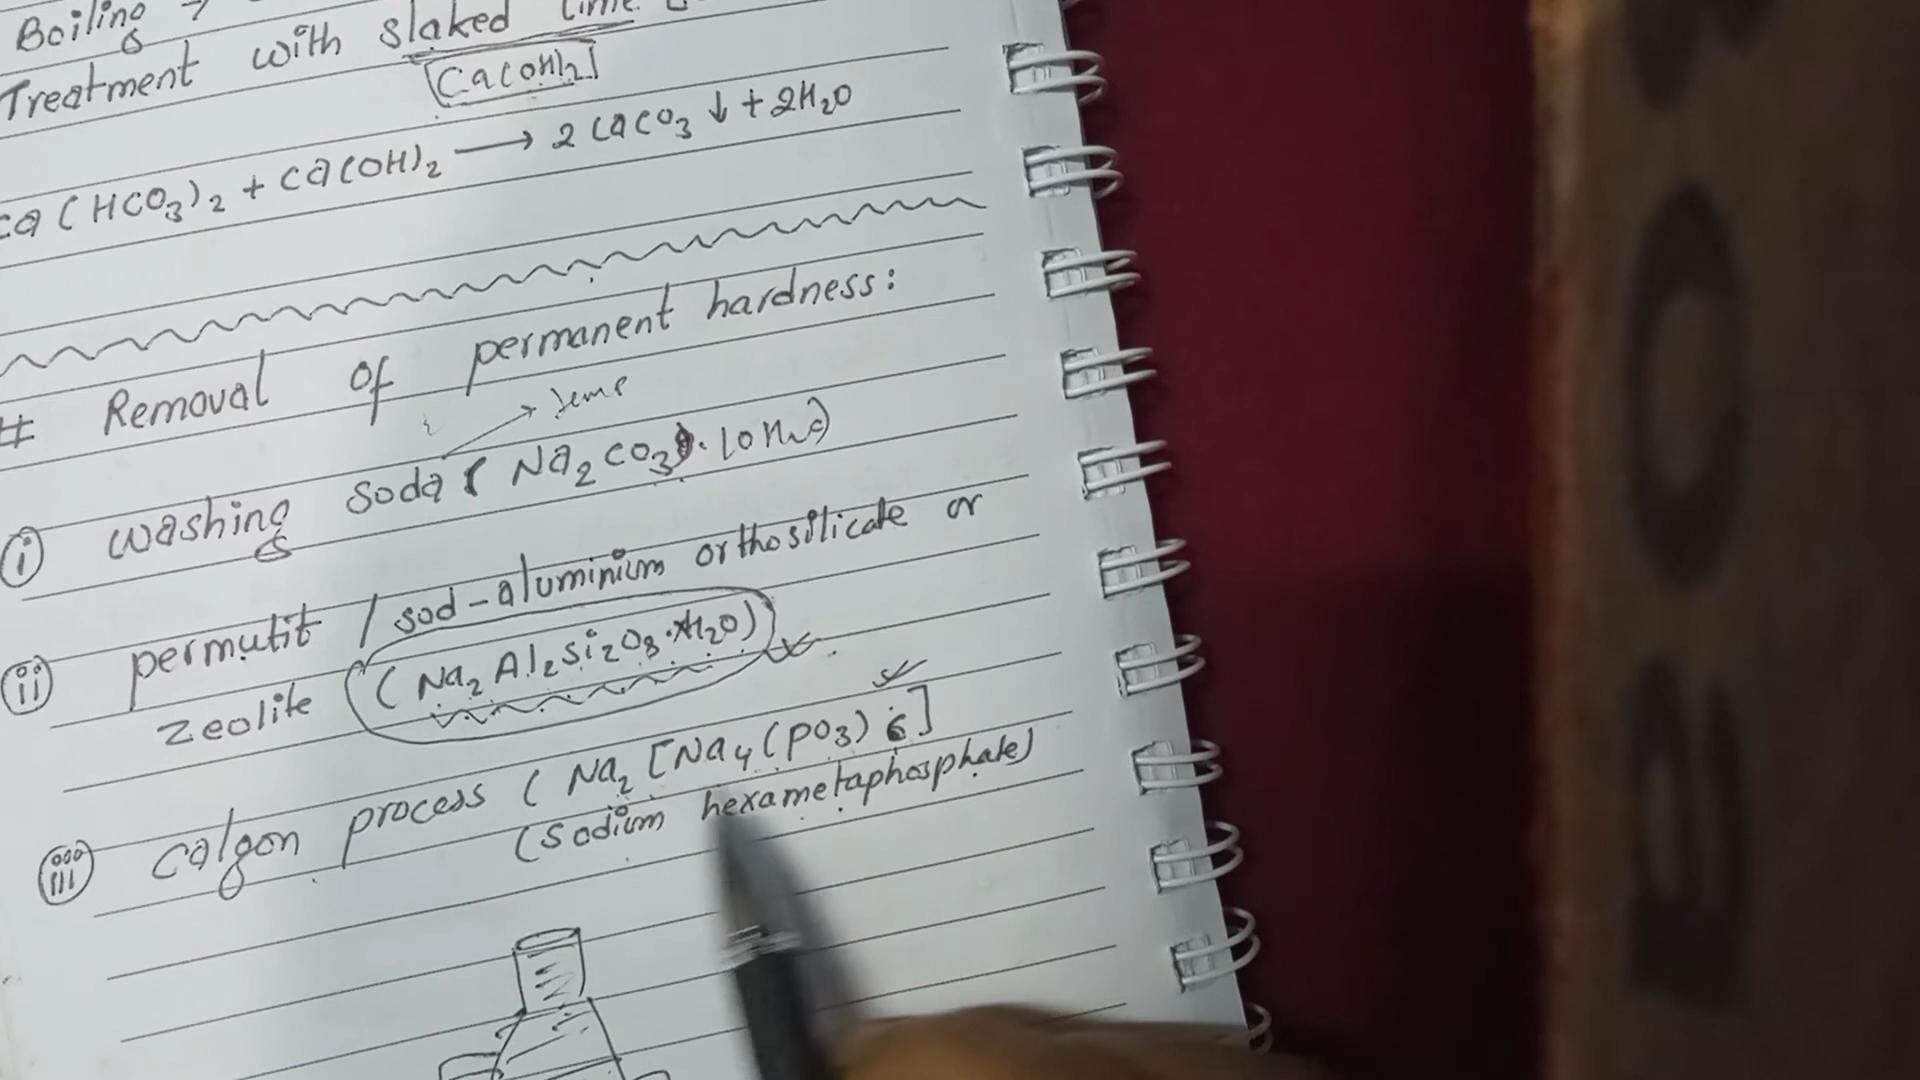 Boiling →
Treatment with slaked lime
[Ca(OH)2]
Ca(HCO3)2 + Ca(OH)2 → 2CaCO3 ↓ + 2H2O
# Removal of permanent hardness:
→ temp
(i) washing soda (Na2CO3).10H2O)
(ii) permutit / sod-aluminium orthosilicate or
zeolite (Na2Al2Si2O8.XH2O)
(iii) calgon process (Na2[Na4(PO3)6]
(sodium hexametaphosphate)